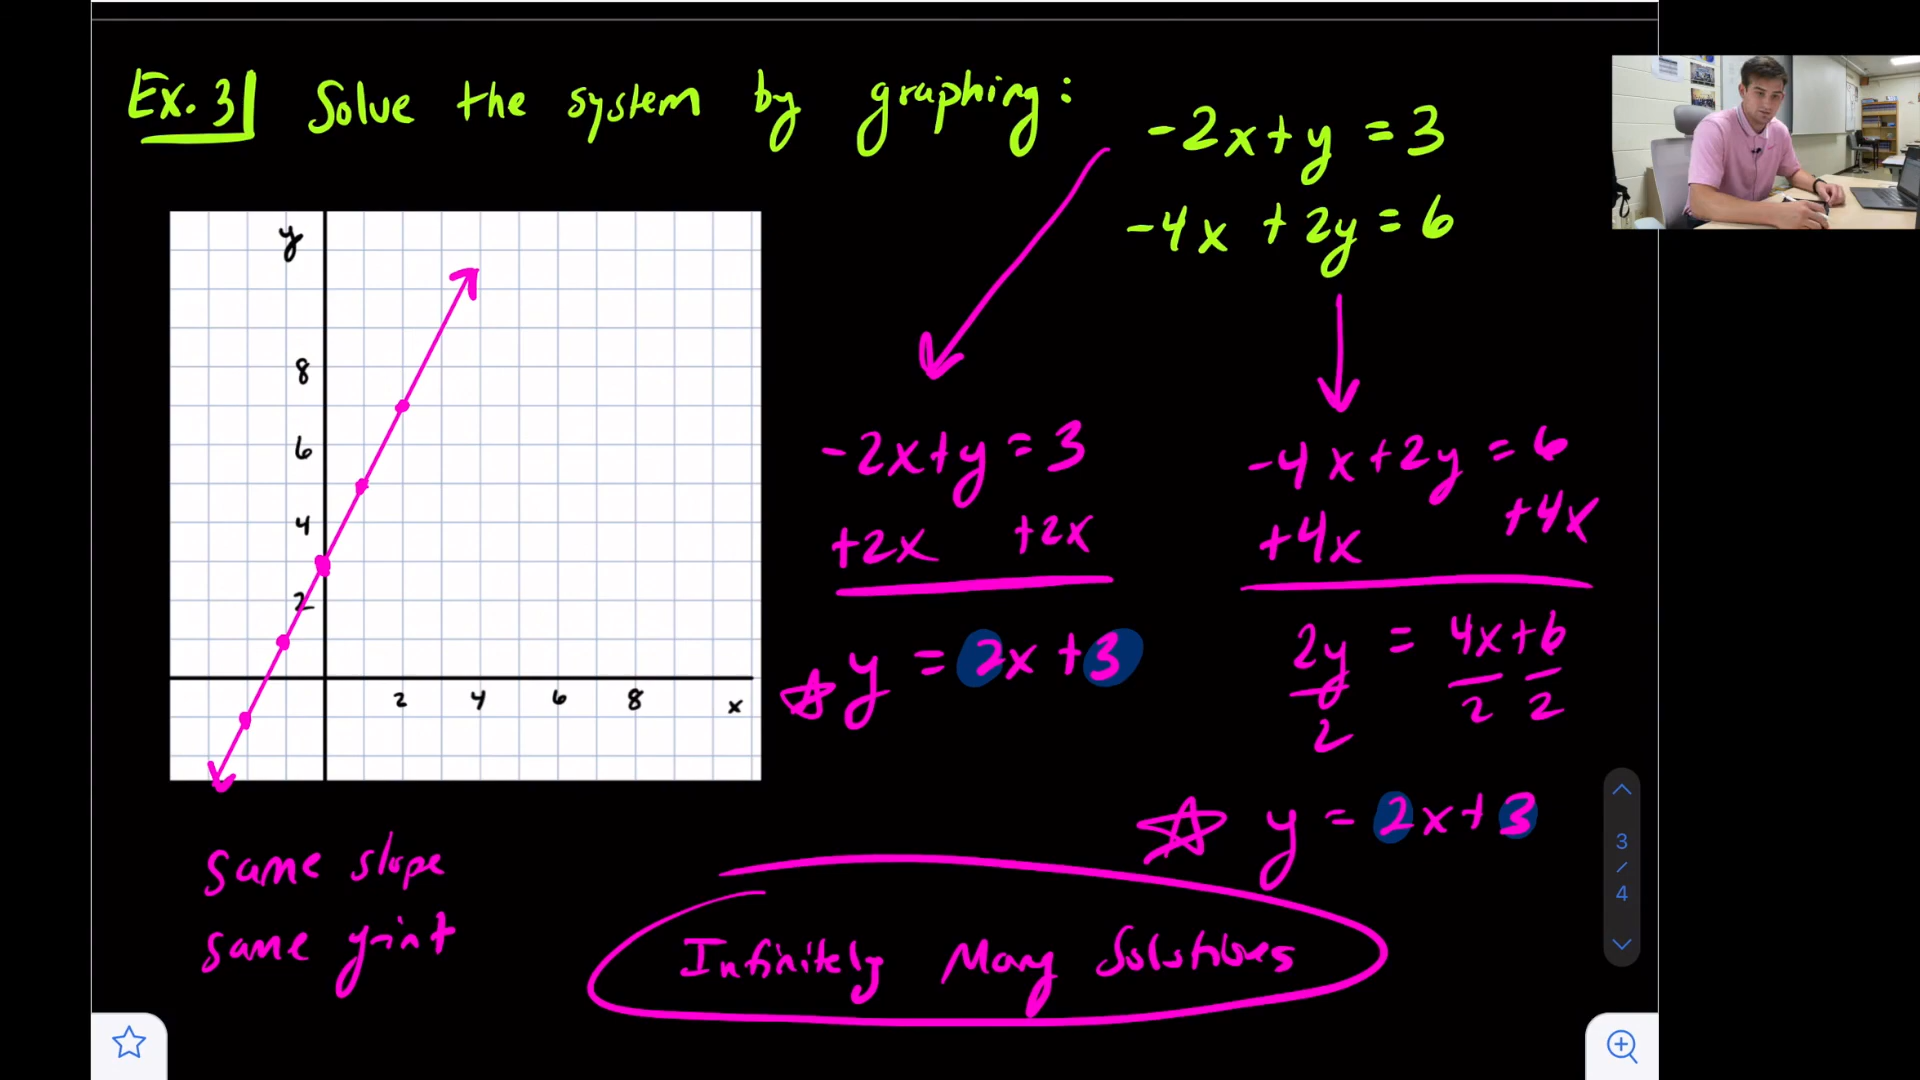 Ex. 3 Solve the system by graphing:
-2x+y = 3
-4x + 2y = 6
y
8
6
4
2
2 4 6 8 x
-2x+y = 3
+2x +2x
y = 2x + 3
-4x+2y = 6
+4x +4x
2y = 4x+6
2 2 2
y = 2x+3
same slope
same y-int
Infinitely Many Solutions
3
/
4